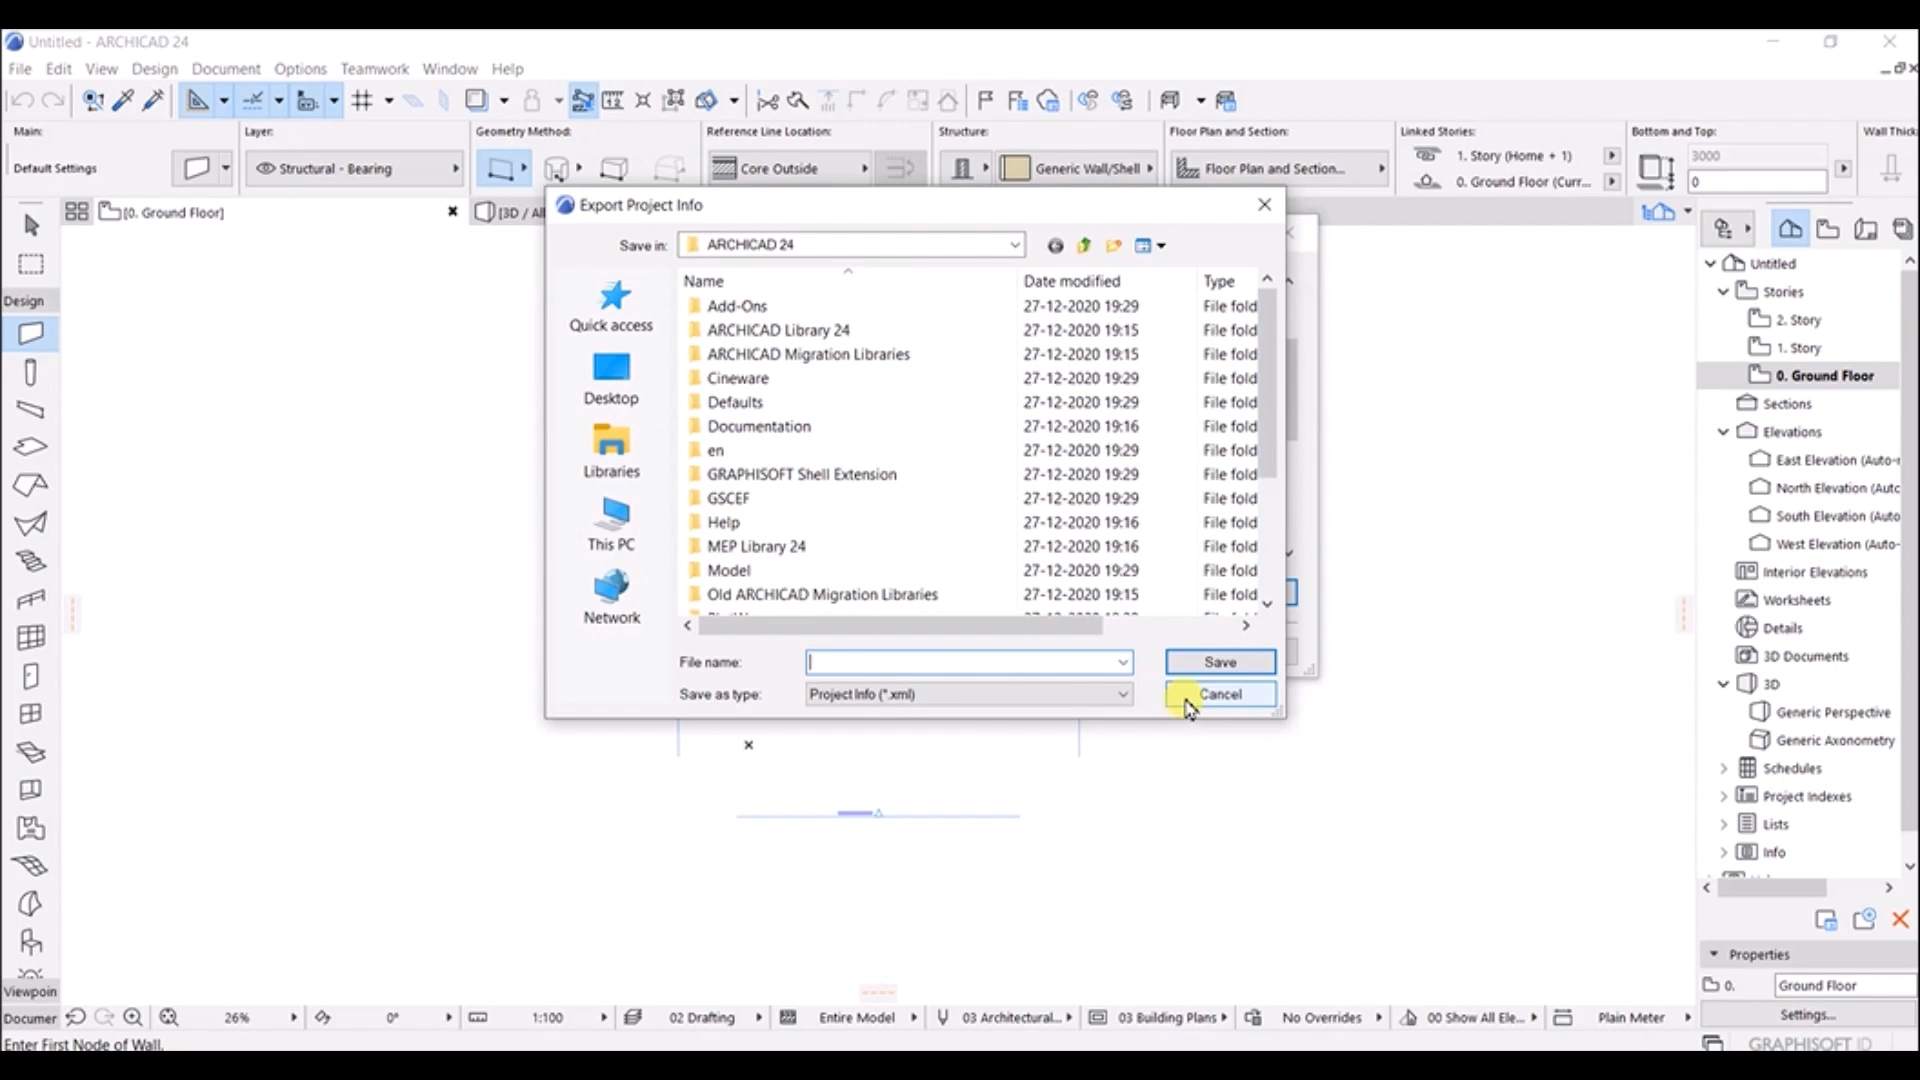 Untitled - ARCHICAD 24
File Edit View Design Document Options Teamwork Window Help
Main:
Default Settings
Layer:
Structural - Bearing
Geometry Method:
Reference Line Location:
Core Outside
Structure:
Generic Wall/Shell
Floor Plan and Section:
Floor Plan and Section...
Linked Stories:
1. Story (Home + 1)
0. Ground Floor (Curr...
Bottom and Top:
3000
0
Wall Thick
[0. Ground Floor]
[3D / All
Design
Viewpoin
Documer
Export Project Info
Save in: ARCHICAD 24
Quick access
Desktop
Libraries
This PC
Network
Name Date modified Type
Add-Ons 27-12-2020 19:29 File fold
ARCHICAD Library 24 27-12-2020 19:15 File fold
ARCHICAD Migration Libraries 27-12-2020 19:15 File fold
Cineware 27-12-2020 19:29 File fold
Defaults 27-12-2020 19:29 File fold
Documentation 27-12-2020 19:16 File fold
en 27-12-2020 19:29 File fold
GRAPHISOFT Shell Extension 27-12-2020 19:29 File fold
GSCEF 27-12-2020 19:29 File fold
Help 27-12-2020 19:16 File fold
MEP Library 24 27-12-2020 19:16 File fold
Model 27-12-2020 19:29 File fold
Old ARCHICAD Migration Libraries 27-12-2020 19:15 File fold
File name:
Save
Save as type: Project Info (*.xml)
Cancel
Untitled
Stories
2. Story
1. Story
0. Ground Floor
Sections
Elevations
East Elevation (Auto-r
North Elevation (Autc
South Elevation (Auto
West Elevation (Auto-
Interior Elevations
Worksheets
Details
3D Documents
3D
Generic Perspective
Generic Axonometry
Schedules
Project Indexes
Lists
Info
Properties
0. Ground Floor
Settings...
GRAPHISOFT ID
26% 0° 1:100 02 Drafting Entire Model 03 Architectural... 03 Building Plans No Overrides 00 Show All Ele... Plain Meter
Enter First Node of Wall.